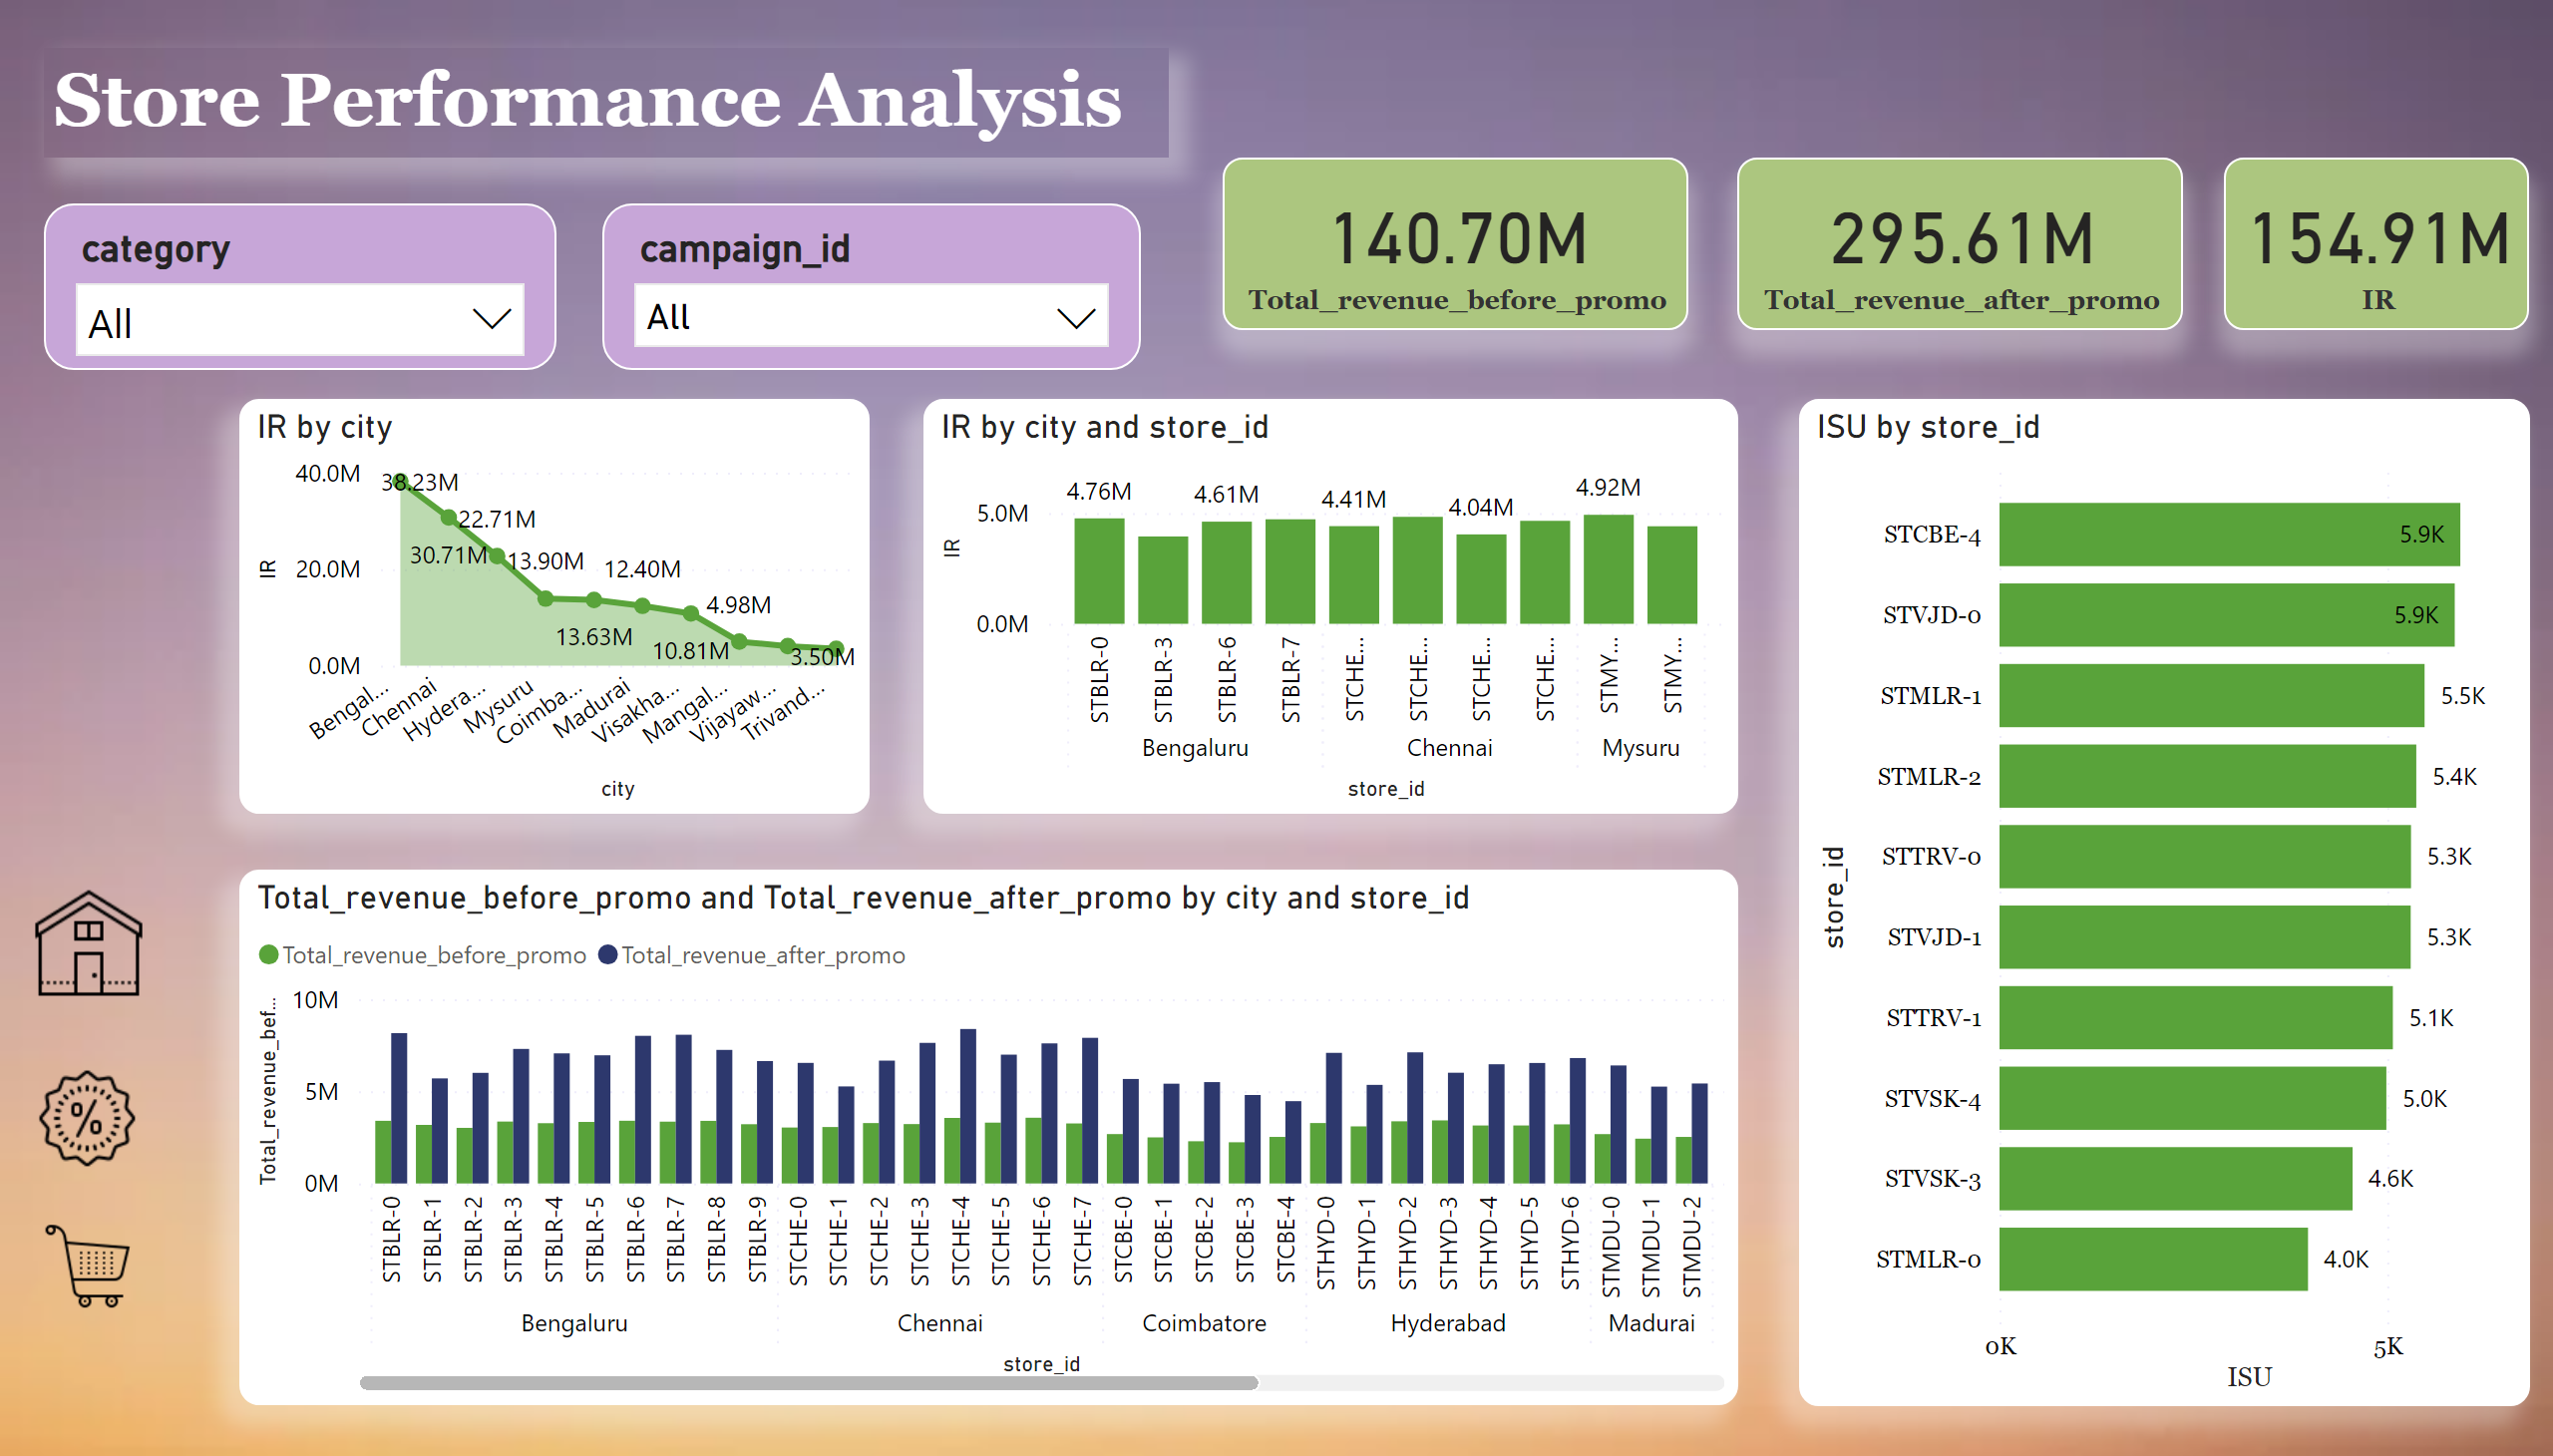 Store Performance Analysis
category
All
campaign_id
All
140.70M
Total_revenue_before_promo
295.61M
Total_revenue_after_promo
154.91M
IR
IR by city
IR
40.0M
20.0M
0.0M
38.23M
22.71M
30.71M
13.90M
12.40M
13.63M
4.98M
10.81M
3.50M
Bengal...
Chennai
Hydera...
Mysuru
Coimba...
Madurai
Visakha...
Mangal...
Vijayaw...
Trivand...
city
IR by city and store_id
IR
5.0M
0.0M
4.76M
4.61M
4.41M
4.04M
4.92M
STBLR-0
STBLR-3
STBLR-6
STBLR-7
STCHE...
STCHE...
STCHE...
STCHE...
STMY...
STMY...
Bengaluru
Chennai
Mysuru
store_id
ISU by store_id
store_id
STCBE-4 5.9K
STVJD-0 5.9K
STMLR-1 5.5K
STMLR-2 5.4K
STTRV-0 5.3K
STVJD-1 5.3K
STTRV-1 5.1K
STVSK-4 5.0K
STVSK-3 4.6K
STMLR-0 4.0K
0K 5K
ISU
Total_revenue_before_promo and Total_revenue_after_promo by city and store_id
Total_revenue_before_promo Total_revenue_after_promo
Total_revenue_bef...
10M
5M
0M
STBLR-0
STBLR-1
STBLR-2
STBLR-3
STBLR-4
STBLR-5
STBLR-6
STBLR-7
STBLR-8
STBLR-9
STCHE-0
STCHE-1
STCHE-2
STCHE-3
STCHE-4
STCHE-5
STCHE-6
STCHE-7
STCBE-0
STCBE-1
STCBE-2
STCBE-3
STCBE-4
STHYD-0
STHYD-1
STHYD-2
STHYD-3
STHYD-4
STHYD-5
STHYD-6
STMDU-0
STMDU-1
STMDU-2
Bengaluru
Chennai
Coimbatore
Hyderabad
Madurai
store_id
%